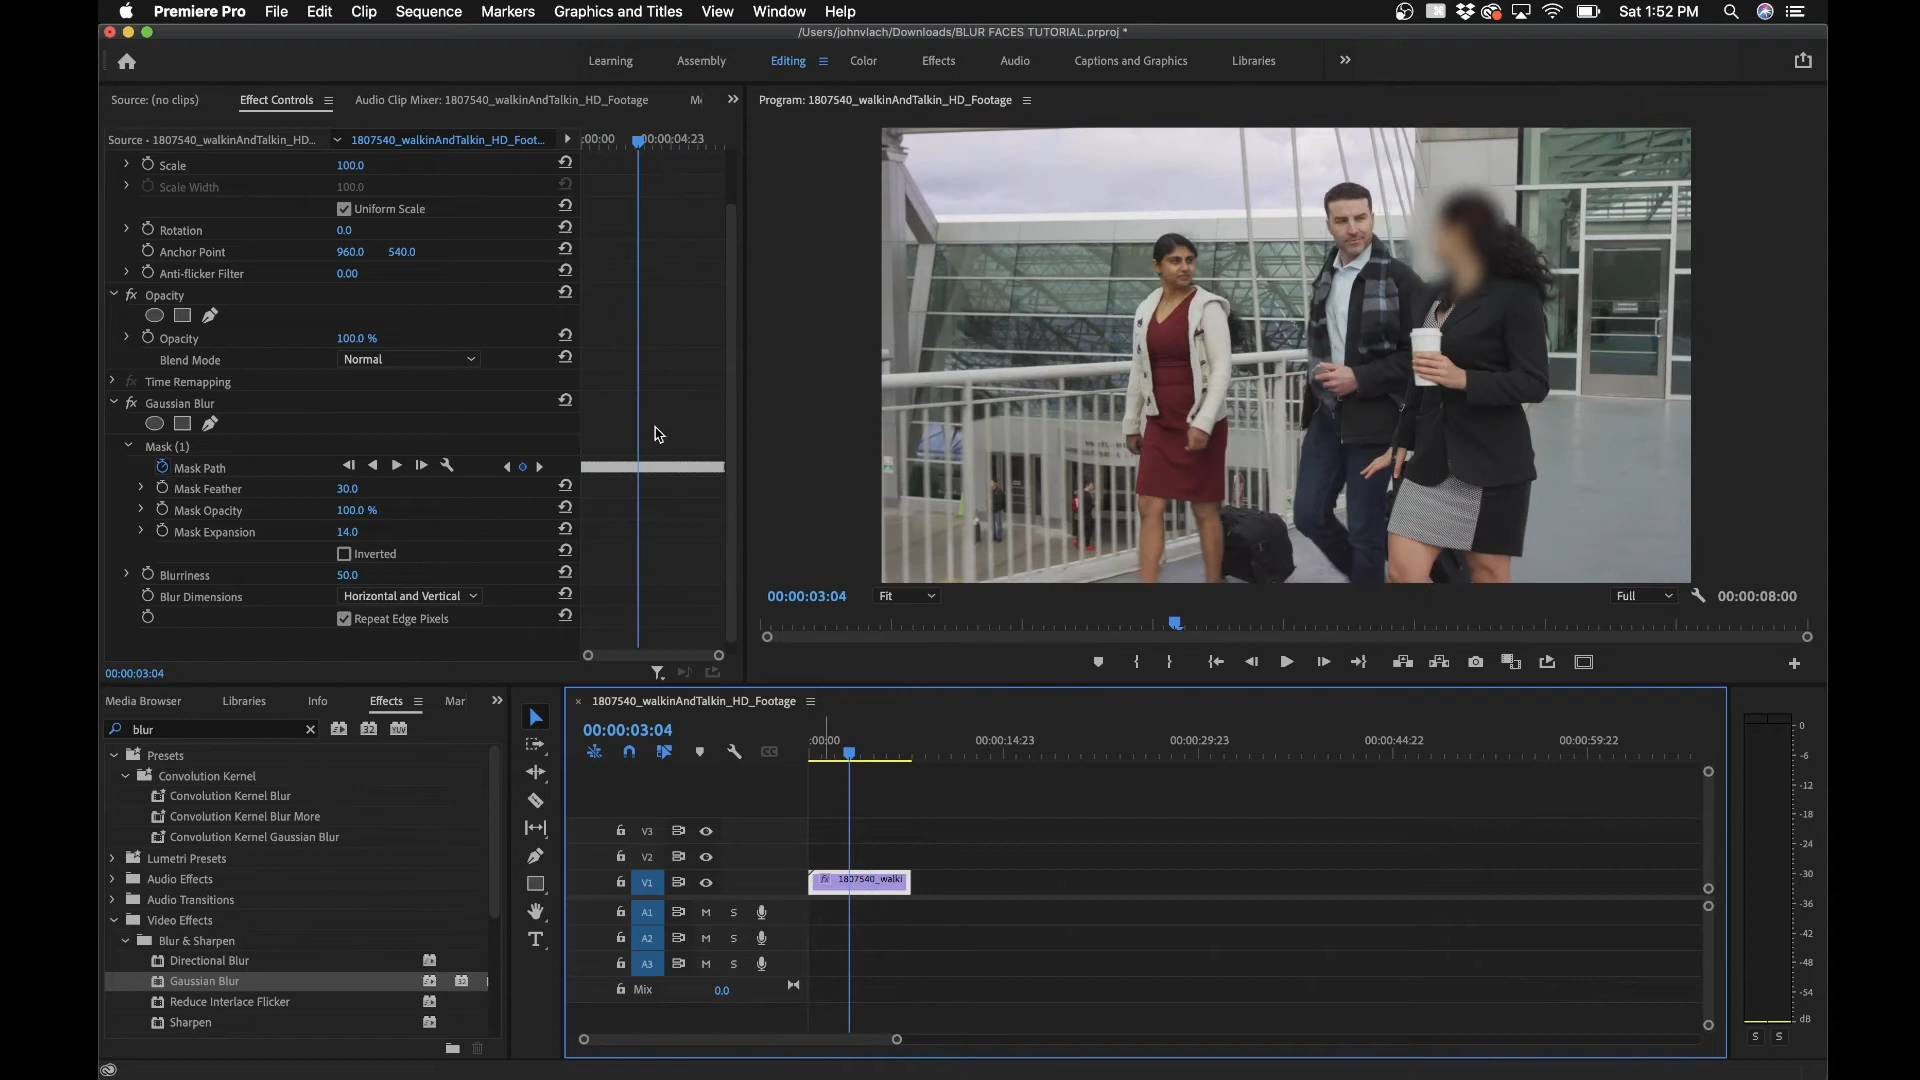 Premiere Pro File Edit Clip Sequence Markers Graphics and Titles View Window Help Sat 1:52 PM
/Users/johnvlach/Downloads/BLUR FACES TUTORIAL.prproj *
Learning Assembly Editing Color Effects Audio Captions and Graphics Libraries
Source: (no clips) Effect Controls Audio Clip Mixer: 1807540_walkinAndTalkin_HD_Footage
Program: 1807540_walkinAndTalkin_HD_Footage
Source • 1807540_walkinAndTalkin_HD... 1807540_walkinAndTalkin_HD_Foot... :00:00 00:00:04:23
Scale 100.0
Scale Width 100.0
Uniform Scale
Rotation 0.0
Anchor Point 960.0 540.0
Anti-flicker Filter 0.00
fx Opacity
Opacity 100.0 %
Blend Mode Normal
fx Time Remapping
fx Gaussian Blur
Mask (1)
Mask Path
Mask Feather 30.0
Mask Opacity 100.0 %
Mask Expansion 14.0
Inverted
Blurriness 50.0
Blur Dimensions Horizontal and Vertical
Repeat Edge Pixels
00:00:03:04
00:00:03:04 Fit Full 00:00:08:00
Media Browser Libraries Info Effects Mar
blur 32 YUV
Presets
Convolution Kernel
Convolution Kernel Blur
Convolution Kernel Blur More
Convolution Kernel Gaussian Blur
Lumetri Presets
Audio Effects
Audio Transitions
Video Effects
Blur & Sharpen
Directional Blur
Gaussian Blur 32
Reduce Interlace Flicker
Sharpen
× 1807540_walkinAndTalkin_HD_Footage
00:00:03:04
:00:00 00:00:14:23 00:00:29:23 00:00:44:22 00:00:59:22
V3
V2
V1 fx 1807540_walki
A1 M S
A2 M S
A3 M S
Mix 0.0
0
-6
-12
-18
-24
-30
-36
-42
-48
-54
dB
S S